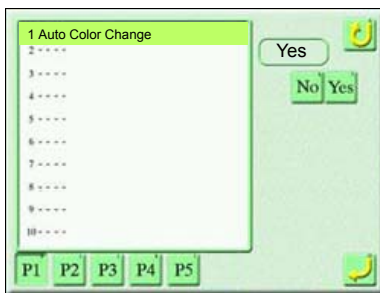 1 Auto Color Change
2 - - - -
3 - - - -
4 - - - -
5 - - - -
6 - - - -
7 - - - -
8 - - - -
9 - - - -
10 - - - -
Yes
No Yes
P1 P2 P3 P4 P5